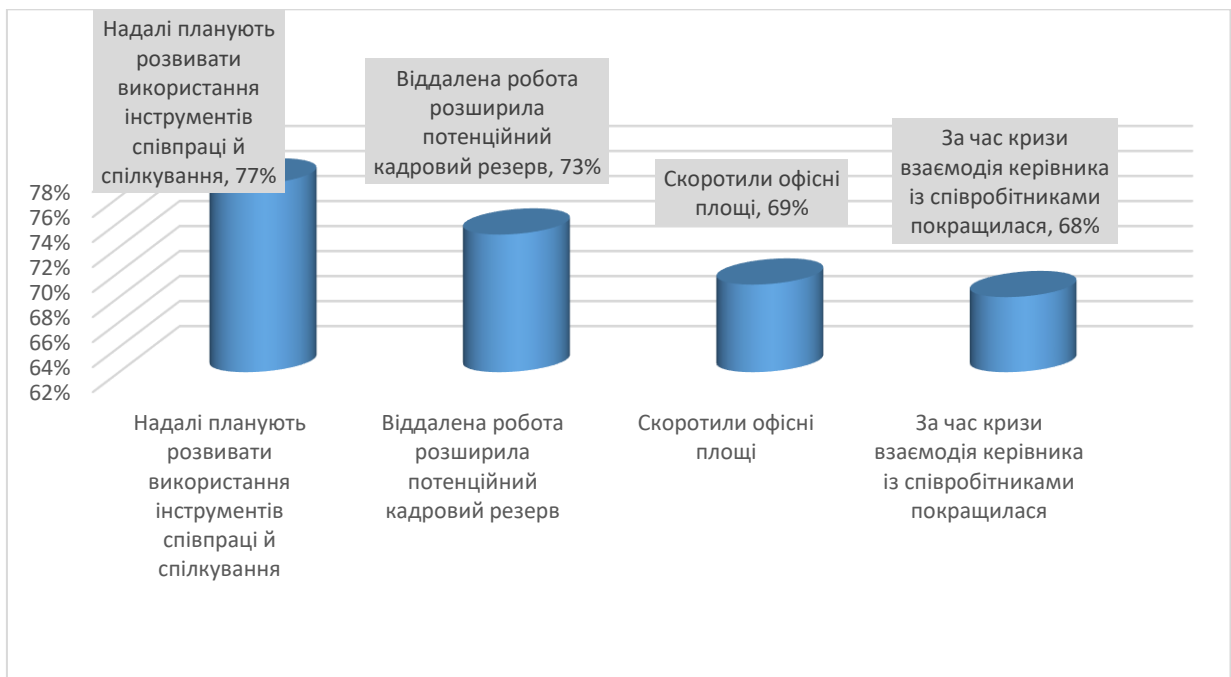 Надалі планують
розвивати
використання
інструментів
співпраці й
спілкування, 77%
Віддалена робота
розширила
потенційний
кадровий резерв, 73%
Скоротили офісні
площі, 69%
За час кризи
взаємодія керівника
із співробітниками
покращилася, 68%
78%
76%
74%
72%
70%
68%
66%
64%
62%
Надалі планують
розвивати
використання
інструментів
співпраці й
спілкування
Віддалена робота
розширила
потенційний
кадровий резерв
Скоротили офісні
площі
За час кризи
взаємодія керівника
із співробітниками
покращилася